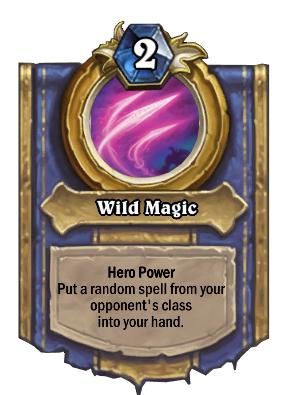 2
Wild Magic
Hero Power
Put a random spell from your
opponent's class
into your hand.